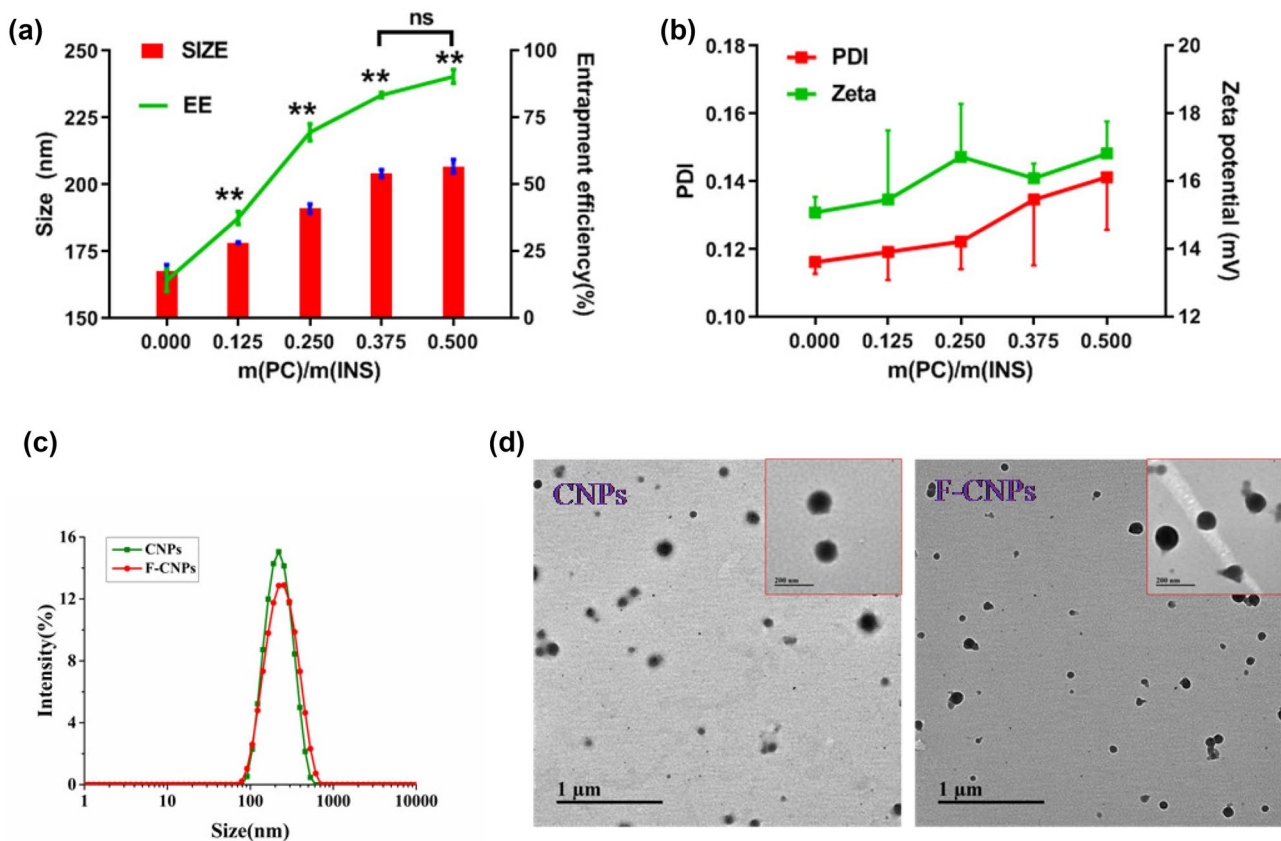 (a)
ns
250
SIZE
EE
225
200
175
150
Size (nm)
** ** ** **
100
75
50
25
0
Entrapment efficiency(%)
0.000 0.125 0.250 0.375 0.500
m(PC)/m(INS)
(b)
0.18
0.16
0.14
0.12
0.10
PDI
PDI
Zeta
20
18
16
14
12
Zeta potential (mV)
0.000 0.125 0.250 0.375 0.500
m(PC)/m(INS)
(c)
16
12
8
4
0
Intensity(%)
CNPs
F-CNPs
1 10 100 1000 10000
Size(nm)
(d)
CNPs
200 nm
1 µm
F-CNPs
200 nm
1 µm